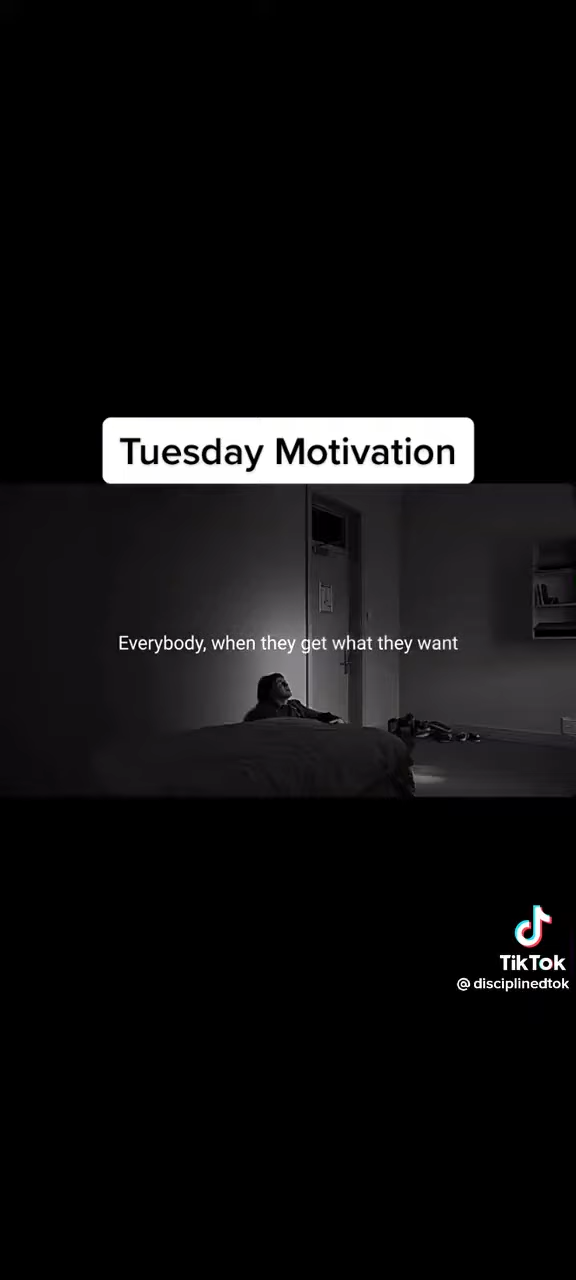 Tuesday Motivation
Everybody, when they get what they want
TikTok
@ disciplinedtok